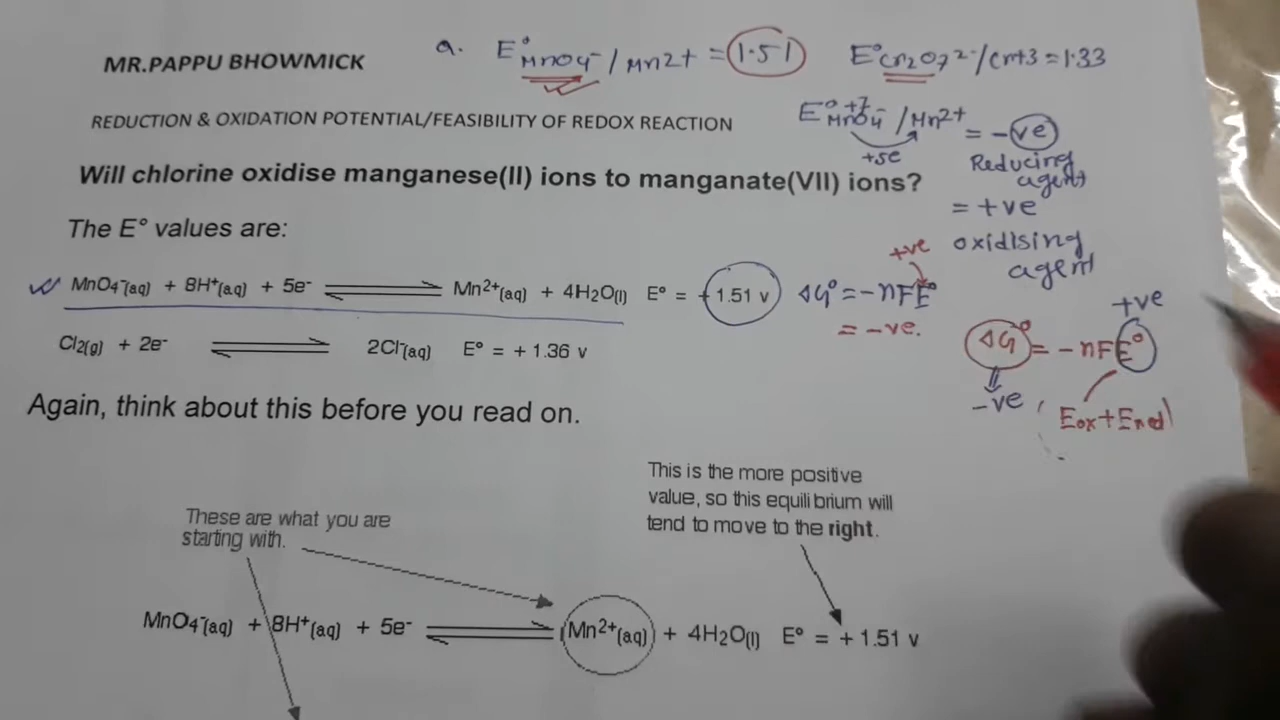 a. E° MnO4⁻/Mn2+ = 1.51 E° Cr2O7²⁻/Cr+3 = 1.33
MR.PAPPU BHOWMICK
REDUCTION & OXIDATION POTENTIAL/FEASIBILITY OF REDOX REACTION
E° +7 MnO4⁻/Mn2+ = -ve
+5e
Reducing
agent
= +ve
oxidising
agent
Will chlorine oxidise manganese(II) ions to manganate(VII) ions?
The E° values are:
MnO4⁻(aq) + 8H⁺(aq) + 5e⁻ ⇌ Mn²⁺(aq) + 4H2O(l) E° = + 1.51 v
+ve
ΔG° = -nFE°
= -ve.
Cl2(g) + 2e⁻ ⇌ 2Cl⁻(aq) E° = + 1.36 v
+ve
ΔG° = -nFE°
-ve
Eox+Ered
Again, think about this before you read on.
This is the more positive
value, so this equilibrium will
tend to move to the right.
These are what you are
starting with.
MnO4⁻(aq) + 8H⁺(aq) + 5e⁻ ⇌ Mn²⁺(aq) + 4H2O(l) E° = + 1.51 v